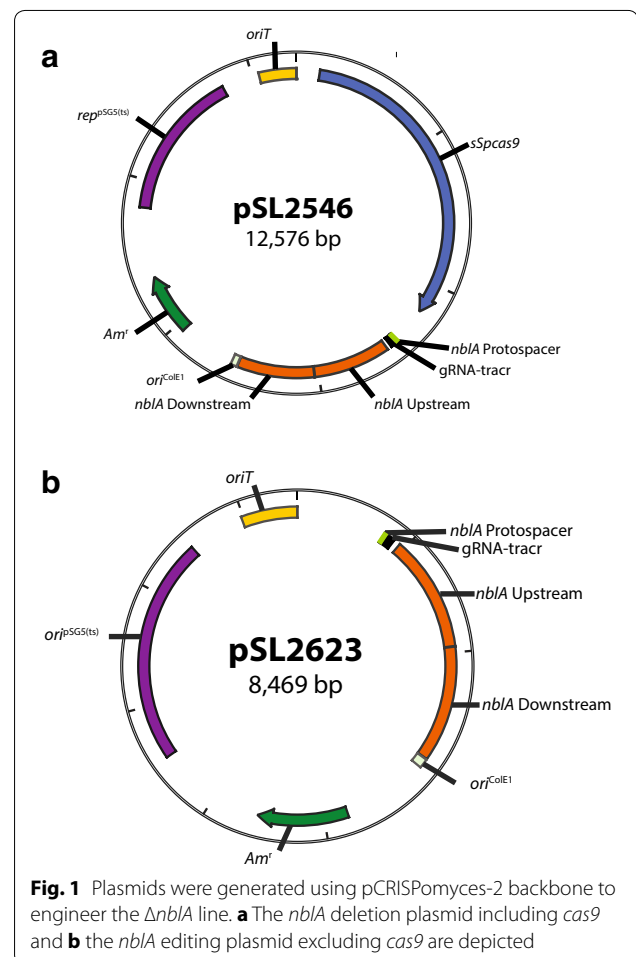 a
oriT
rep^pSG5(ts)
sSpcas9
pSL2546
12,576 bp
Am^r
nblA Protospacer
gRNA-tracr
ori^ColE1
nblA Downstream
nblA Upstream
b
oriT
nblA Protospacer
gRNA-tracr
nblA Upstream
ori^pSG5(ts)
pSL2623
8,469 bp
nblA Downstream
ori^ColE1
Am^r
Fig. 1 Plasmids were generated using pCRISPomyces-2 backbone to
engineer the ΔnblA line. a The nblA deletion plasmid including cas9
and b the nblA editing plasmid excluding cas9 are depicted